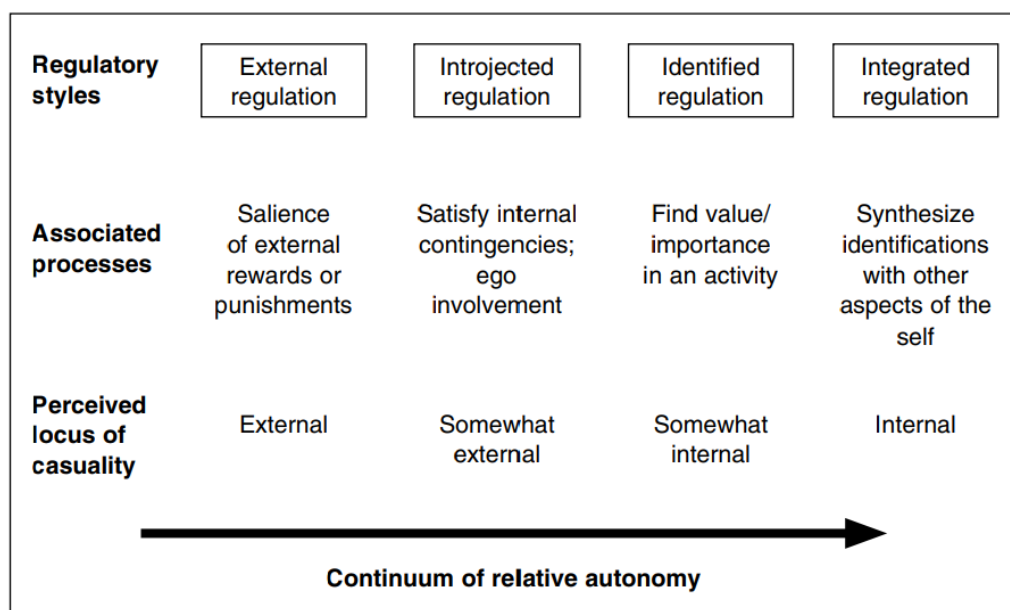 Regulatory
styles
External
regulation
Introjected
regulation
Identified
regulation
Integrated
regulation
Associated
processes
Salience
of external
rewards or
punishments
Satisfy internal
contingencies;
ego
involvement
Find value/
importance
in an activity
Synthesize
identifications
with other
aspects of the
self
Perceived
locus of
casuality
External
Somewhat
external
Somewhat
internal
Internal
Continuum of relative autonomy